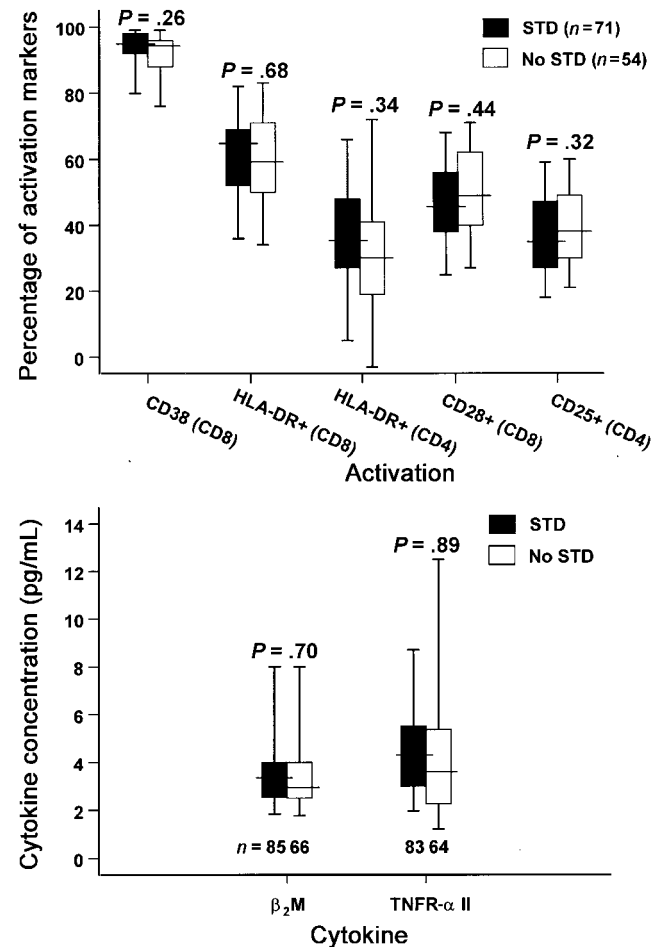 STD (n=71)
No STD (n=54)
P = .26
P = .68
P = .34
P = .44
P = .32
100
80
60
40
20
0
Percentage of activation markers
CD38 (CD8)
HLA-DR+ (CD8)
HLA-DR+ (CD4)
CD28+ (CD8)
CD25+ (CD4)
Activation
STD
No STD
P = .89
P = .70
14
12
10
8
6
4
2
0
Cytokine concentration (pg/mL)
n = 85 66
83 64
β₂M
TNFR-α II
Cytokine